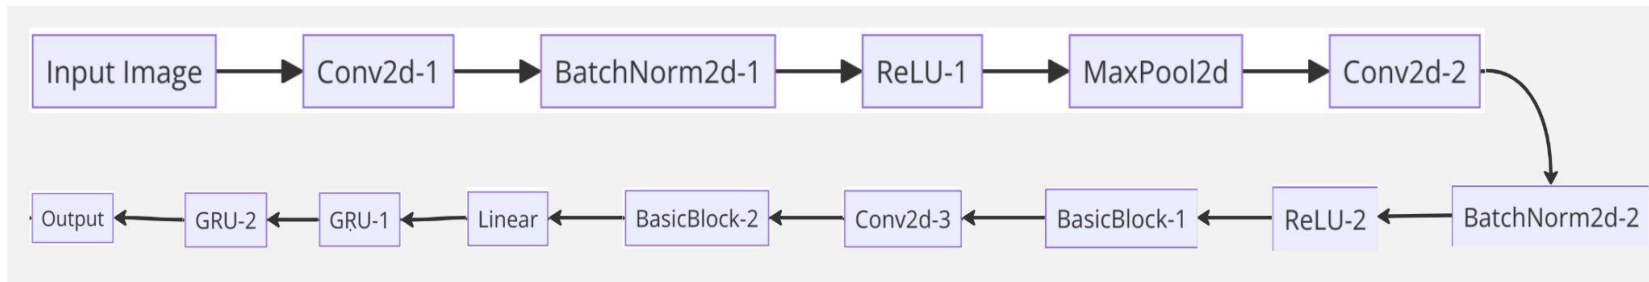 Input Image Conv2d-1 BatchNorm2d-1 ReLU-1 MaxPool2d Conv2d-2
Output GRU-2 GRU-1 Linear BasicBlock-2 Conv2d-3 BasicBlock-1 ReLU-2 BatchNorm2d-2